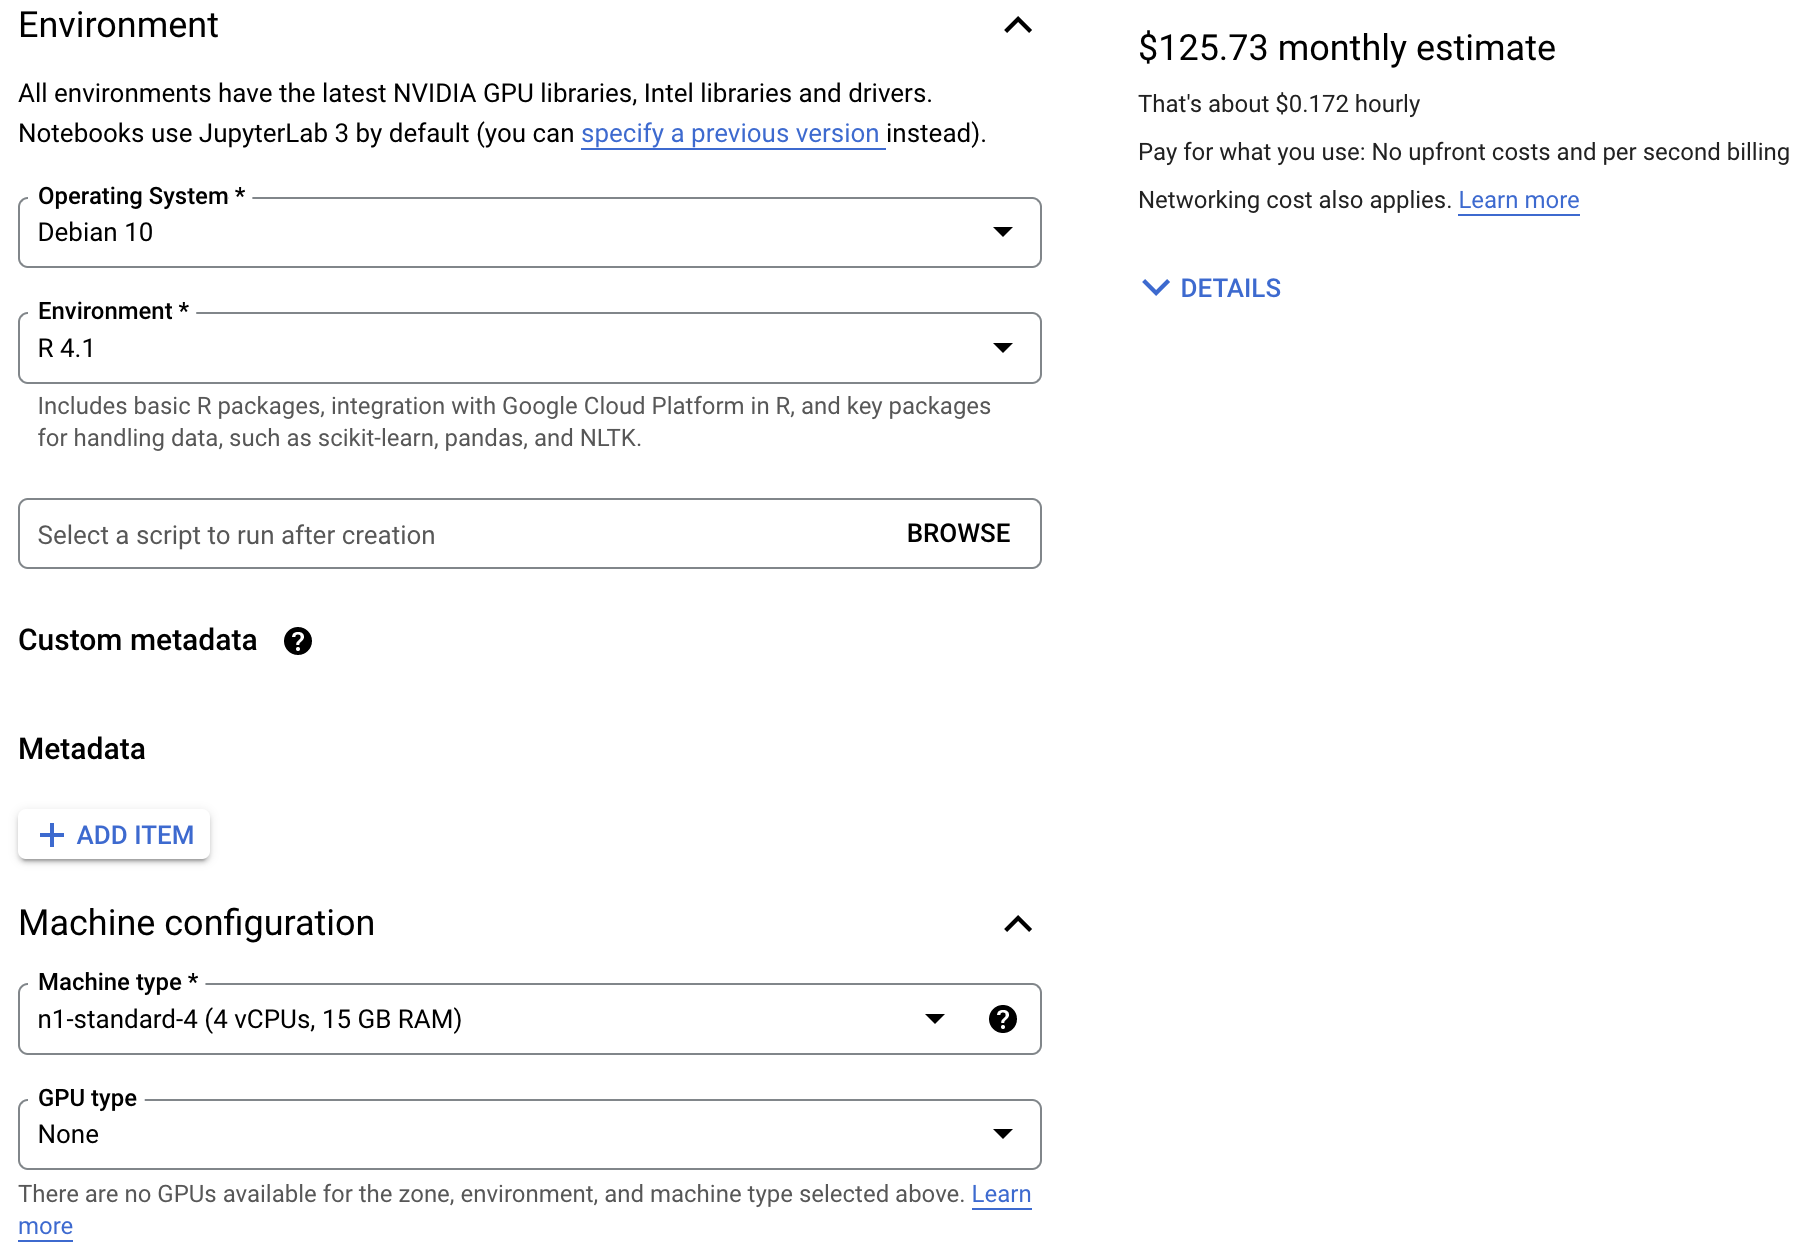 Environment
All environments have the latest NVIDIA GPU libraries, Intel libraries and drivers.
Notebooks use JupyterLab 3 by default (you can specify a previous version instead).
Operating System *
Debian 10
Environment *
R 4.1
Includes basic R packages, integration with Google Cloud Platform in R, and key packages
for handling data, such as scikit-learn, pandas, and NLTK.
Select a script to run after creation BROWSE
Custom metadata ?
Metadata
+ ADD ITEM
Machine configuration
Machine type *
n1-standard-4 (4 vCPUs, 15 GB RAM) ?
GPU type
None
There are no GPUs available for the zone, environment, and machine type selected above. Learn
more
$125.73 monthly estimate
That's about $0.172 hourly
Pay for what you use: No upfront costs and per second billing
Networking cost also applies. Learn more
DETAILS